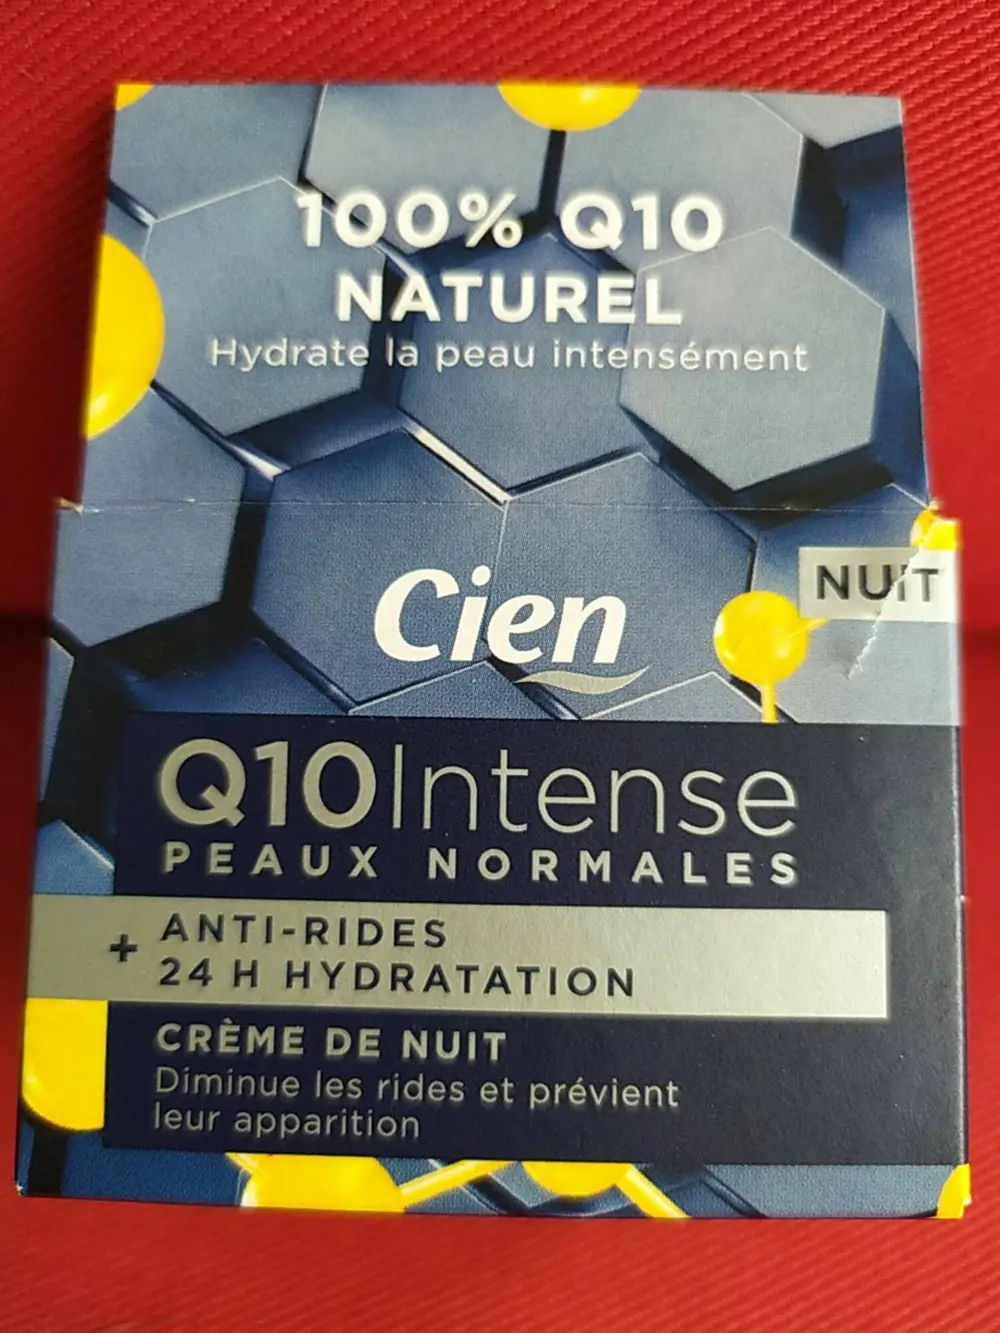 100% Q10
NATUREL
Hydrate la peau intensément
Cien
NUIT
Q10Intense
PEAUX NORMALES
+ ANTI-RIDES
24 H HYDRATATION
CRÈME DE NUIT
Diminue les rides et prévient
leur apparition